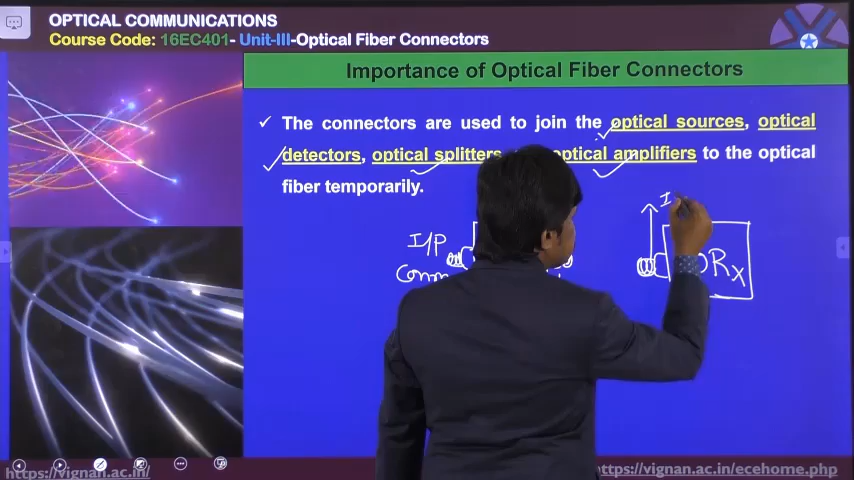 OPTICAL COMMUNICATIONS
Course Code: 16EC401- Unit-III-Optical Fiber Connectors
Importance of Optical Fiber Connectors
✓ The connectors are used to join the optical sources, optical
detectors, optical splitters optical amplifiers to the optical
fiber temporarily.
I/P
Conn
I
Rx
https://vignan.ac.in/
https://vignan.ac.in/ecehome.php